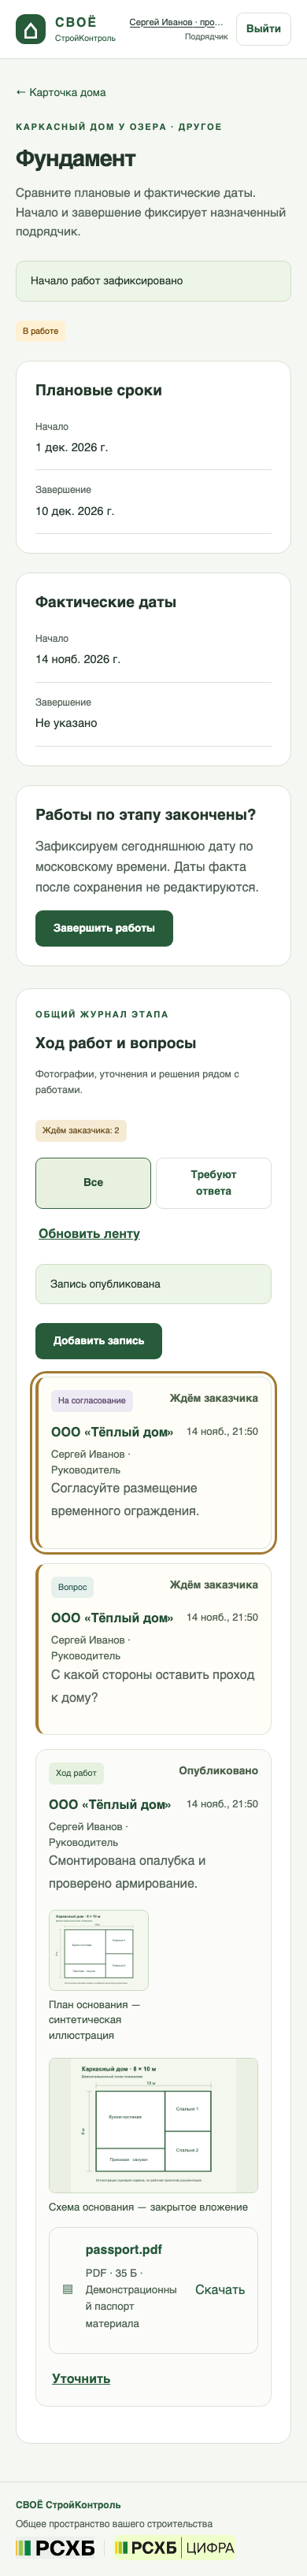 СВОЁ
СтройКонтроль
Сергей Иванов · про...
Подрядчик
Выйти
← Карточка дома
КАРКАСНЫЙ ДОМ У ОЗЕРА · ДРУГОЕ
Фундамент
Сравните плановые и фактические даты.
Начало и завершение фиксирует назначенный
подрядчик.
Начало работ зафиксировано
В работе
Плановые сроки
Начало
1 дек. 2026 г.
Завершение
10 дек. 2026 г.
Фактические даты
Начало
14 нояб. 2026 г.
Завершение
Не указано
Работы по этапу закончены?
Зафиксируем сегодняшнюю дату по
московскому времени. Даты факта
после сохранения не редактируются.
Завершить работы
ОБЩИЙ ЖУРНАЛ ЭТАПА
Ход работ и вопросы
Фотографии, уточнения и решения рядом с
работами.
Ждём заказчика: 2
Все
Требуют
ответа
Обновить ленту
Запись опубликована
Добавить запись
На согласование
Ждём заказчика
ООО «Тёплый дом»
14 нояб., 21:50
Сергей Иванов ·
Руководитель
Согласуйте размещение
временного ограждения.
Вопрос
Ждём заказчика
ООО «Тёплый дом»
14 нояб., 21:50
Сергей Иванов ·
Руководитель
С какой стороны оставить проход
к дому?
Ход работ
Опубликовано
ООО «Тёплый дом»
14 нояб., 21:50
Сергей Иванов ·
Руководитель
Смонтирована опалубка и
проверено армирование.
Каркасный дом · 8 × 10 м
План основания —
синтетическая
иллюстрация
Каркасный дом · 8 × 10 м
10 м
8 м
Кухня-гостиная
Спальня 1
Спальня 2
Прихожая · санузел
Схема основания — закрытое вложение
passport.pdf
PDF · 35 Б ·
Демонстрационны
й паспорт
материала
Скачать
Уточнить
СВОЁ СтройКонтроль
Общее пространство вашего строительства
РСХБ
РСХБ ЦИФРА